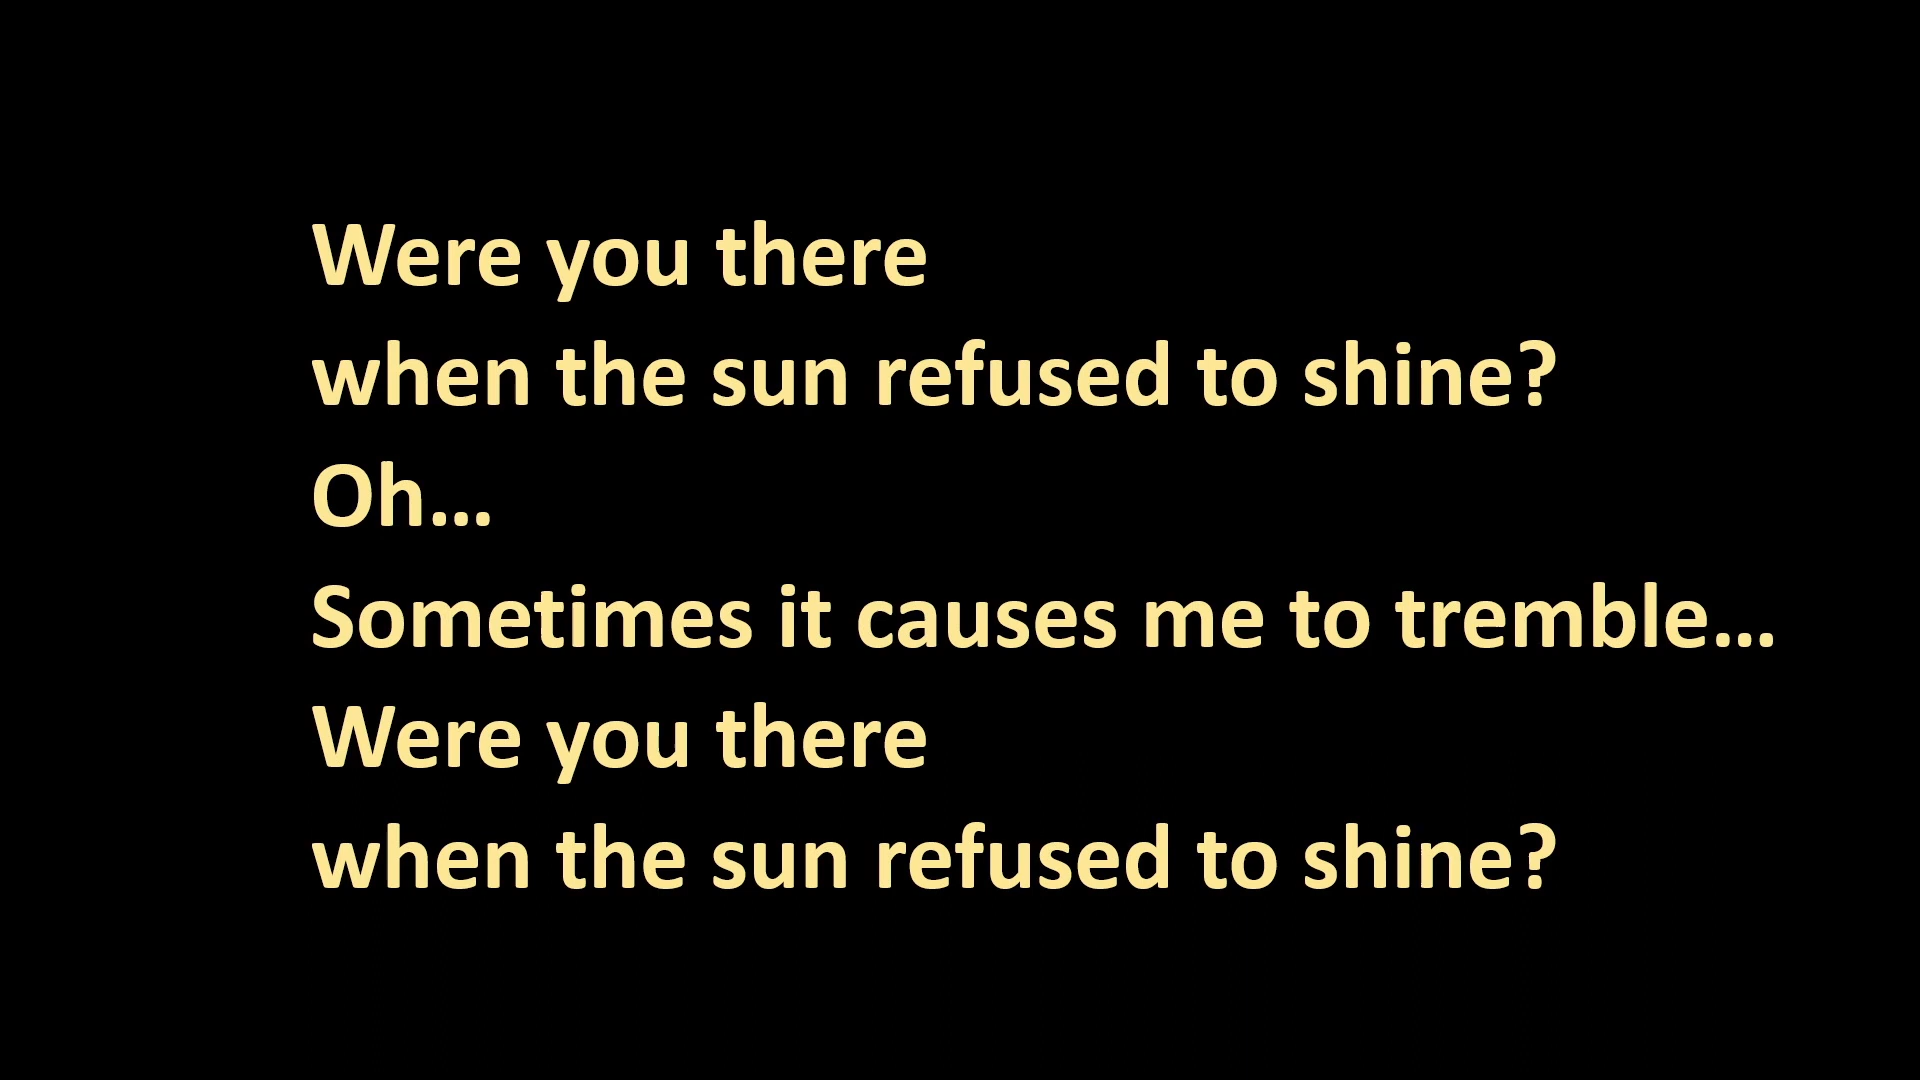 Were you there
when the sun refused to shine?
Oh…
Sometimes it causes me to tremble…
Were you there
when the sun refused to shine?